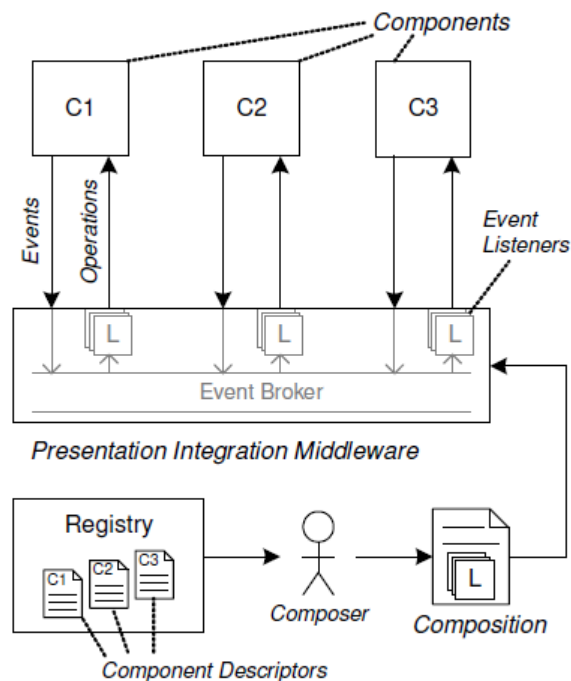 Components
C1
C2
C3
Events
Operations
Event
Listeners
L
L
L
Event Broker
Presentation Integration Middleware
Registry
C1
C2
C3
L
Composer
Composition
Component Descriptors